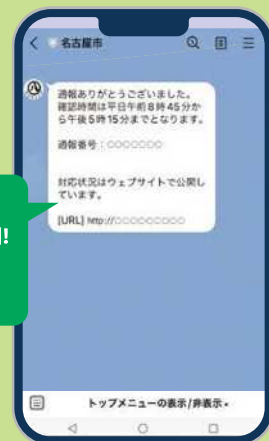 名古屋市
通報ありがとうございました。
確認時間は平日午前8時45分か
ら午後5時15分までとなります。
通報番号：○○○○○○○
対応状況はウェブサイトで公開し
ています。
[URL] http://○○○○○○○○○
!
トップメニューの表示/非表示